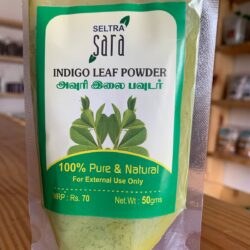 SELTRA
sara
INDIGO LEAF POWDER
அவுரி இலை பவுடர்
100% Pure & Natural
For External Use Only
MRP : Rs. 70 Net.Wt : 50gms